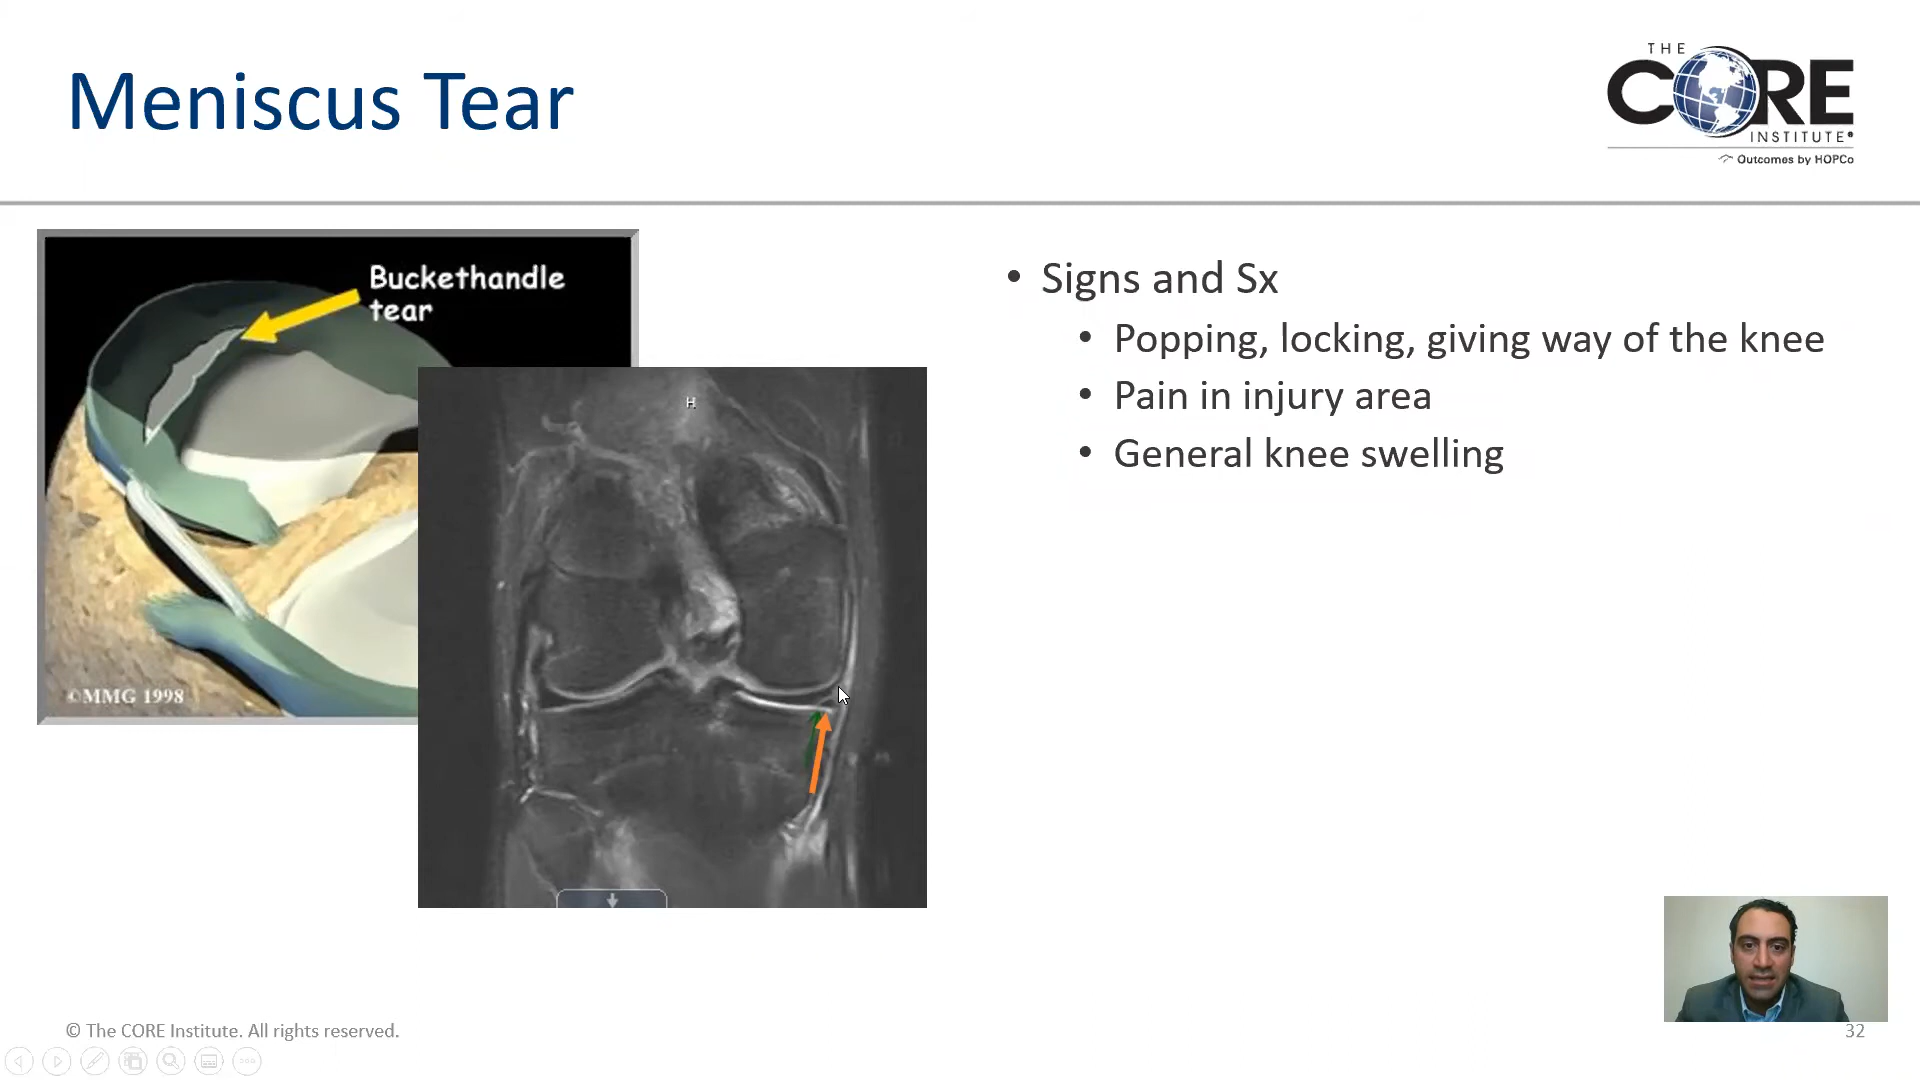 Meniscus Tear
THE
CORE
INSTITUTE®
Outcomes by HOPCo
Buckethandle
tear
©MMG 1998
H
• Signs and Sx
• Popping, locking, giving way of the knee
• Pain in injury area
• General knee swelling
© The CORE Institute. All rights reserved.
32